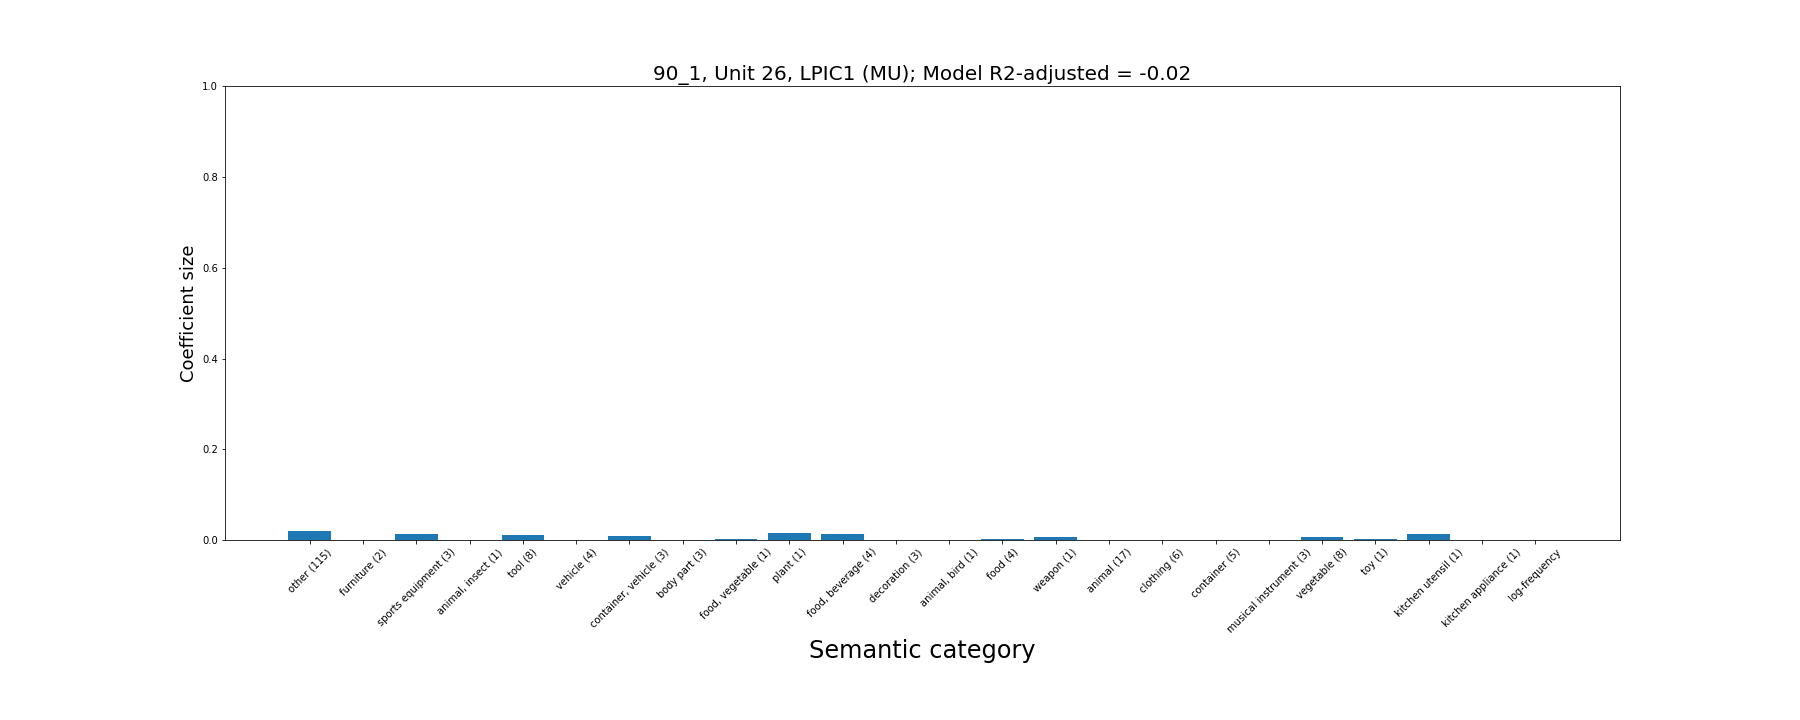 90_1, Unit 26, LPIC1 (MU); Model R2-adjusted = -0.02
Coefficient size
1.0
0.8
0.6
0.4
0.2
0.0
other (115)
furniture (2)
sports equipment (3)
animal, insect (1)
tool (8)
vehicle (4)
container, vehicle (3)
body part (3)
food, vegetable (1)
plant (1)
food, beverage (4)
decoration (3)
animal, bird (1)
food (4)
weapon (1)
animal (17)
clothing (6)
container (5)
musical instrument (3)
vegetable (8)
toy (1)
kitchen utensil (1)
kitchen appliance (1)
log-frequency
Semantic category